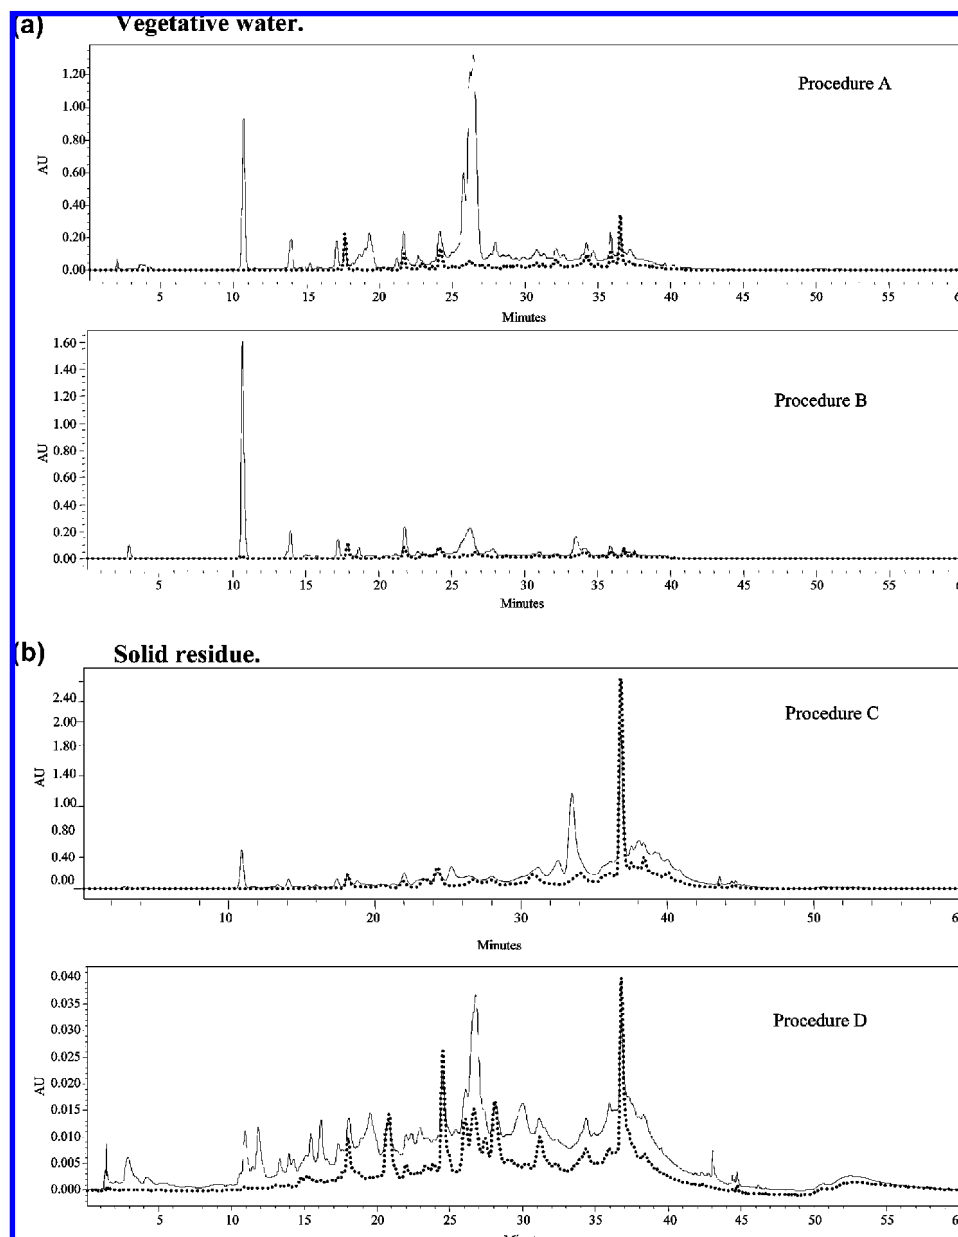 (a) Vegetative water.
Procedure A
AU
1.20
1.00
0.80
0.60
0.40
0.20
0.00
5 10 15 20 25 30 35 40 45 50 55
Minutes
Procedure B
AU
1.60
1.40
1.20
1.00
0.80
0.60
0.40
0.20
0.00
5 10 15 20 25 30 35 40 45 50 55
Minutes
(b) Solid residue.
Procedure C
AU
2.40
2.00
1.80
1.40
1.00
0.80
0.40
0.00
10 20 30 40 50
Minutes
Procedure D
AU
0.040
0.035
0.030
0.025
0.020
0.015
0.010
0.005
0.000
5 10 15 20 25 30 35 40 45 50 55